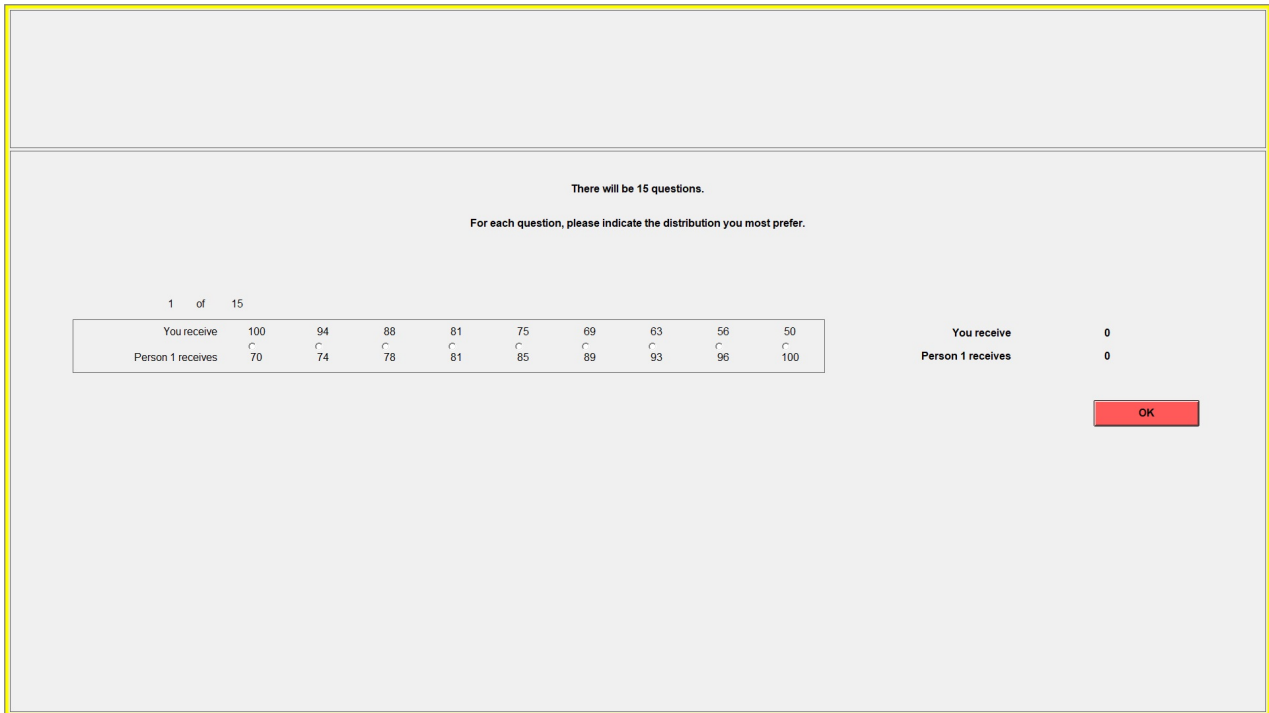 There will be 15 questions.
For each question, please indicate the distribution you most prefer.
1 of 15
You receive 100 94 88 81 75 69 63 56 50
Person 1 receives 70 74 78 81 85 89 93 96 100
You receive 0
Person 1 receives 0
OK